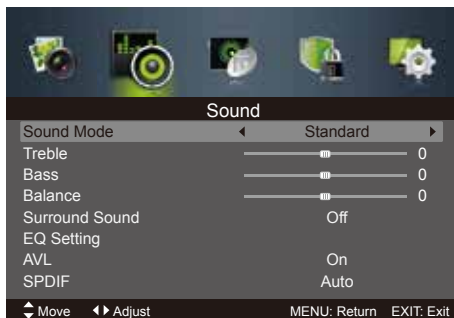 Sound
Sound Mode Standard
Treble 0
Bass 0
Balance 0
Surround Sound Off
EQ Setting
AVL On
SPDIF Auto
Move Adjust MENU: Return EXIT: Exit